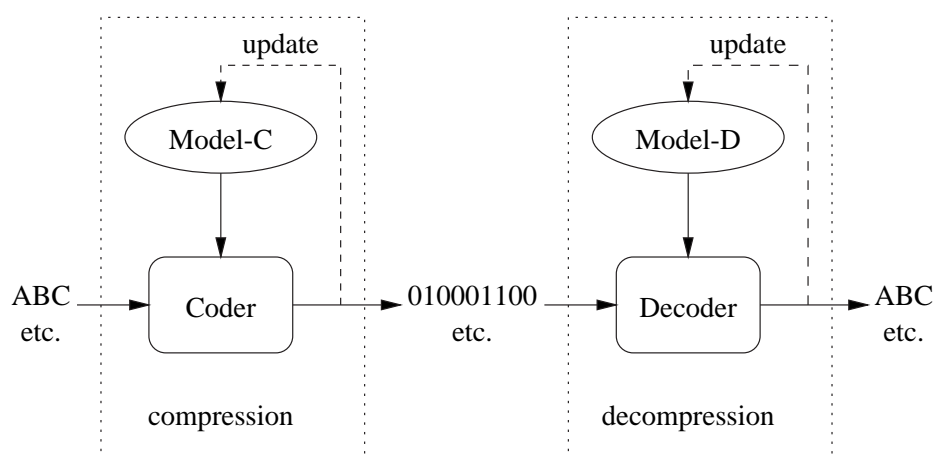 update
update
Model-C
Model-D
ABC
etc.
Coder
010001100
etc.
Decoder
ABC
etc.
compression
decompression